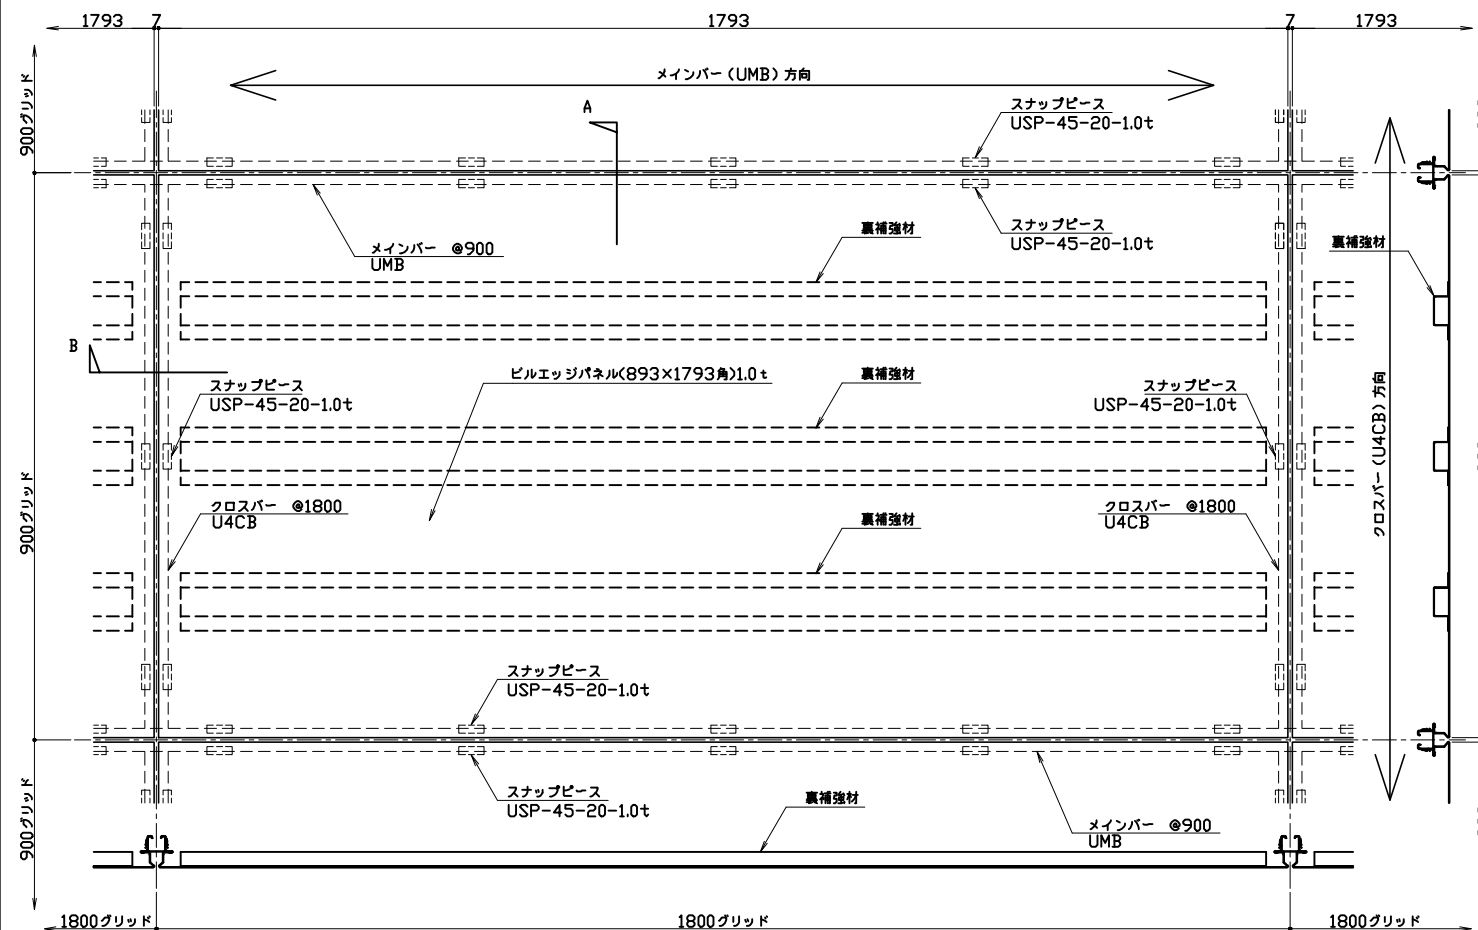 1793 7 1793 7 1793
メインバー（UMB）方向
900グリッド
A
スナップピース
USP-45-20-1.0t
スナップピース
USP-45-20-1.0t
メインバー @900
UMB
裏補強材
裏補強材
B
ビルエッジパネル(893×1793角)1.0t
裏補強材
スナップピース
USP-45-20-1.0t
スナップピース
USP-45-20-1.0t
クロスバー（U4CB）方向
900グリッド
クロスバー @1800
U4CB
裏補強材
クロスバー @1800
U4CB
スナップピース
USP-45-20-1.0t
スナップピース
USP-45-20-1.0t
裏補強材
メインバー @900
UMB
900グリッド
1800グリッド 1800グリッド 1800グリッド